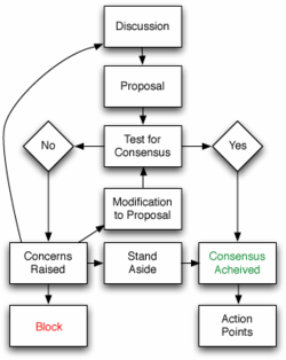 Discussion
Proposal
No
Test for
Consensus
Yes
Modification
to Proposal
Concerns
Raised
Stand
Aside
Consensus
Acheived
Block
Action
Points